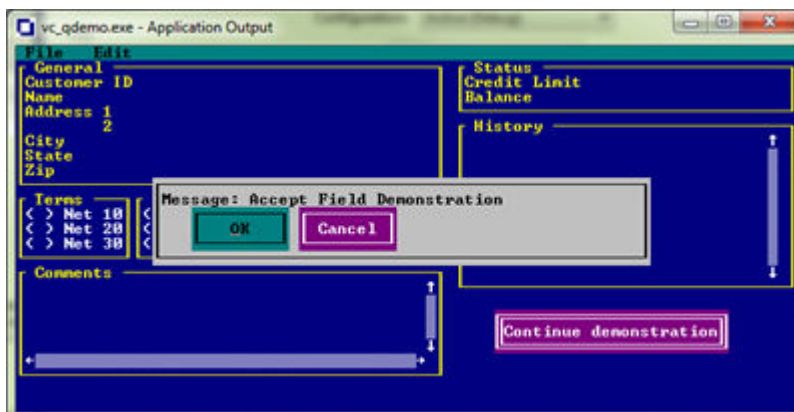 vc_qdemo.exe - Application Output
File Edit
General
Customer ID
Name
Address 1
2
City
State
Zip
Status
Credit Limit
Balance
History
Terms
( ) Net 10
( ) Net 20
( ) Net 30
Message: Accept Field Demonstration
OK
Cancel
Comments
Continue demonstration